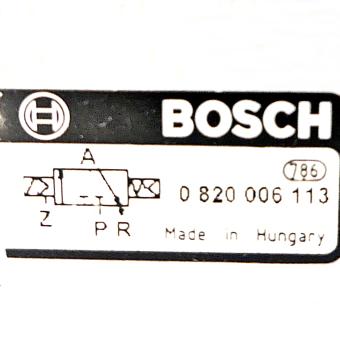 BOSCH
786
A
0 820 006 113
Z
P R
Made in Hungary